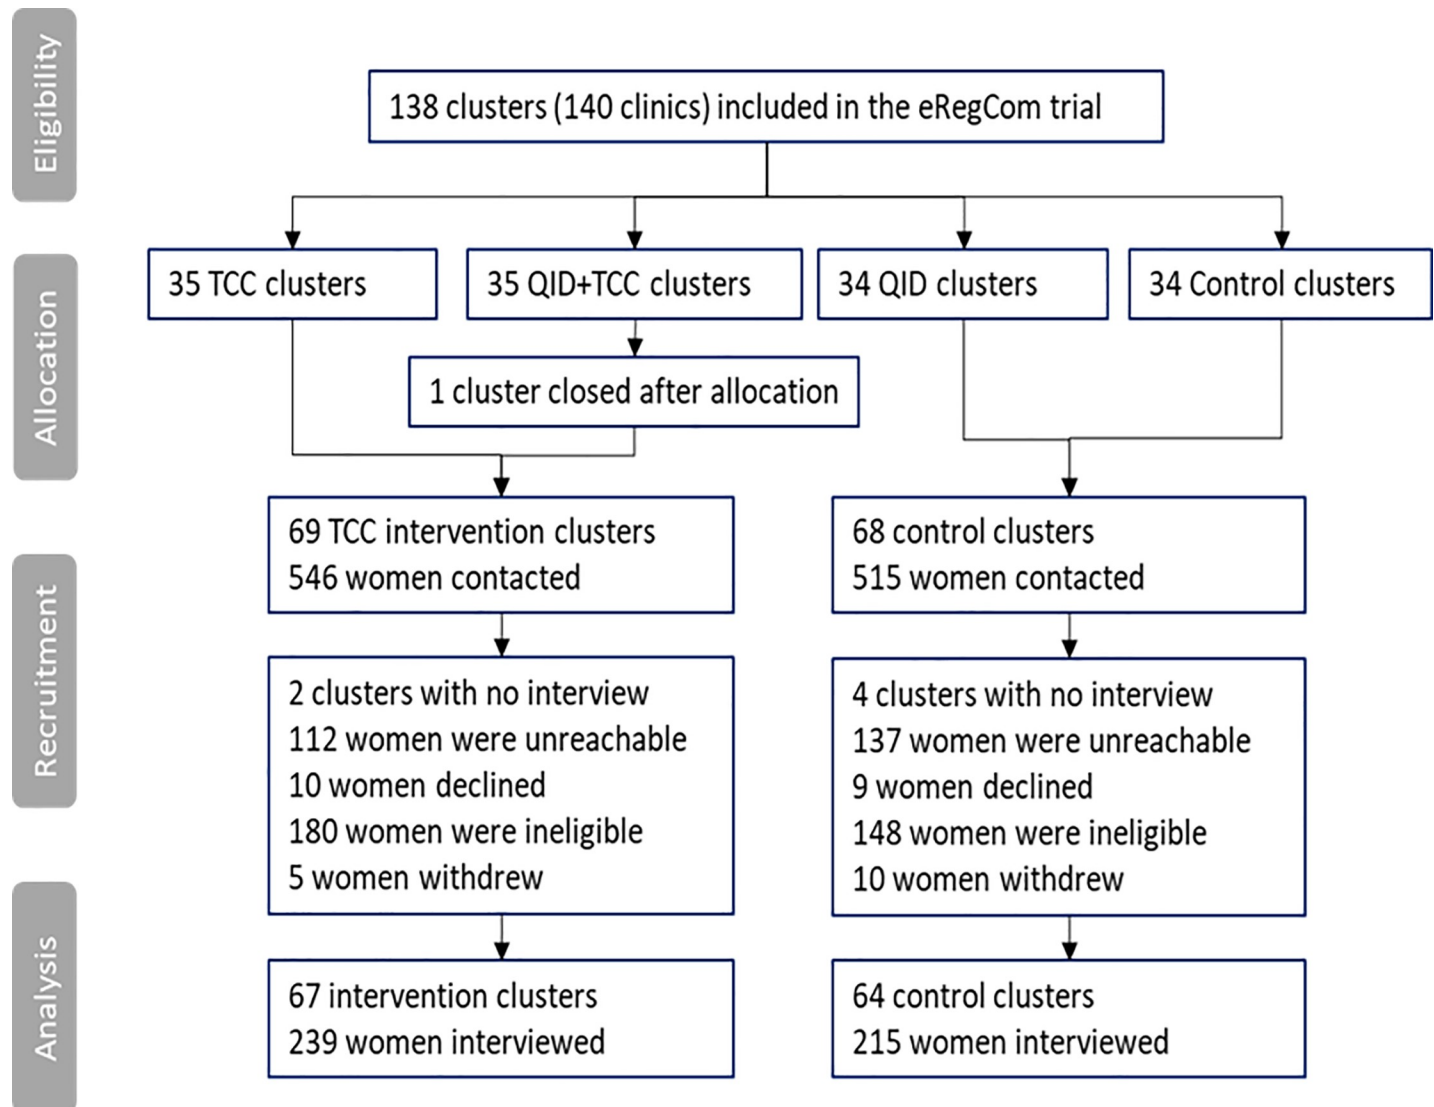 Eligibility
138 clusters (140 clinics) included in the eRegCom trial
Allocation
35 TCC clusters
35 QID+TCC clusters
34 QID clusters
34 Control clusters
1 cluster closed after allocation
Recruitment
69 TCC intervention clusters
546 women contacted
68 control clusters
515 women contacted
2 clusters with no interview
112 women were unreachable
10 women declined
180 women were ineligible
5 women withdrew
4 clusters with no interview
137 women were unreachable
9 women declined
148 women were ineligible
10 women withdrew
Analysis
67 intervention clusters
239 women interviewed
64 control clusters
215 women interviewed